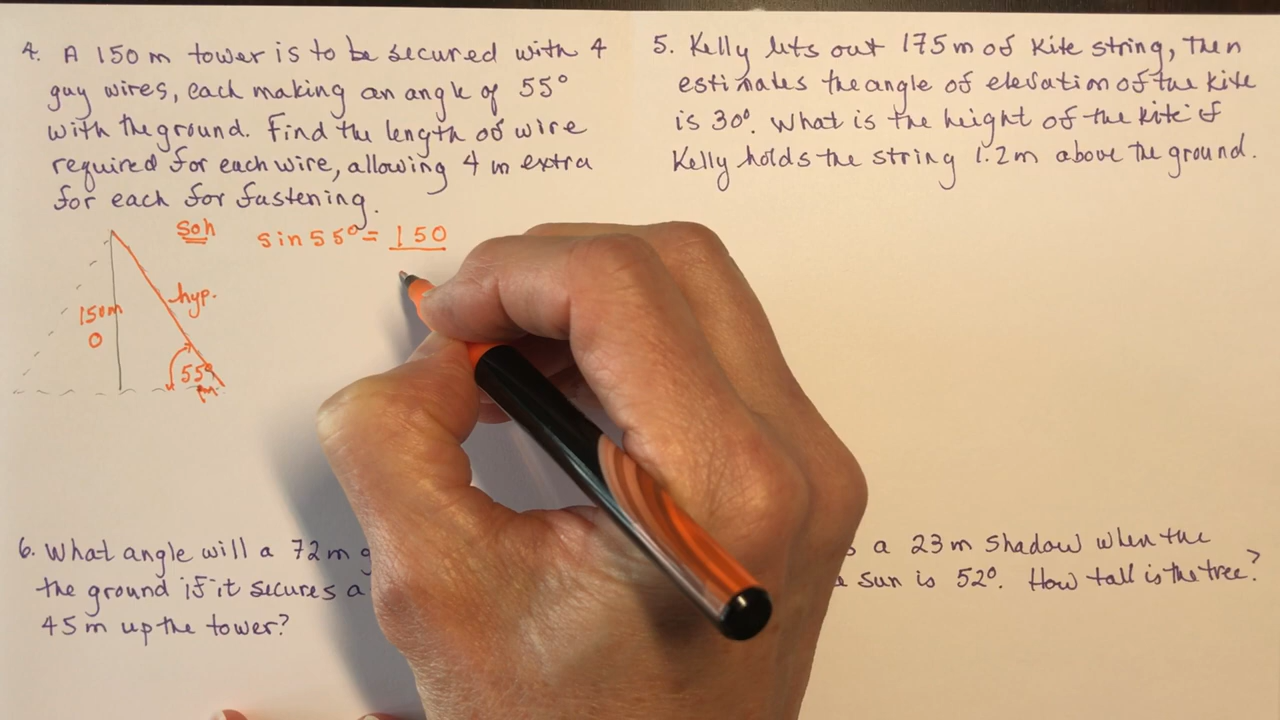 4. A 150 m tower is to be secured with 4
guy wires, each making an angle of 55°
with the ground. Find the length of wire
required for each wire, allowing 4 m extra
for each for fastening.
soh
sin 55° = 150
150m
O
hyp.
55°
5. Kelly lets out 175 m of kite string, then
estimates the angle of elevation of the kite
is 30°. What is the height of the kite if
Kelly holds the string 1.2 m above the ground.
6. What angle will a 72 m
the ground if it secures a
45 m up the tower?
a 23 m shadow when the
sun is 52°. How tall is the tree?